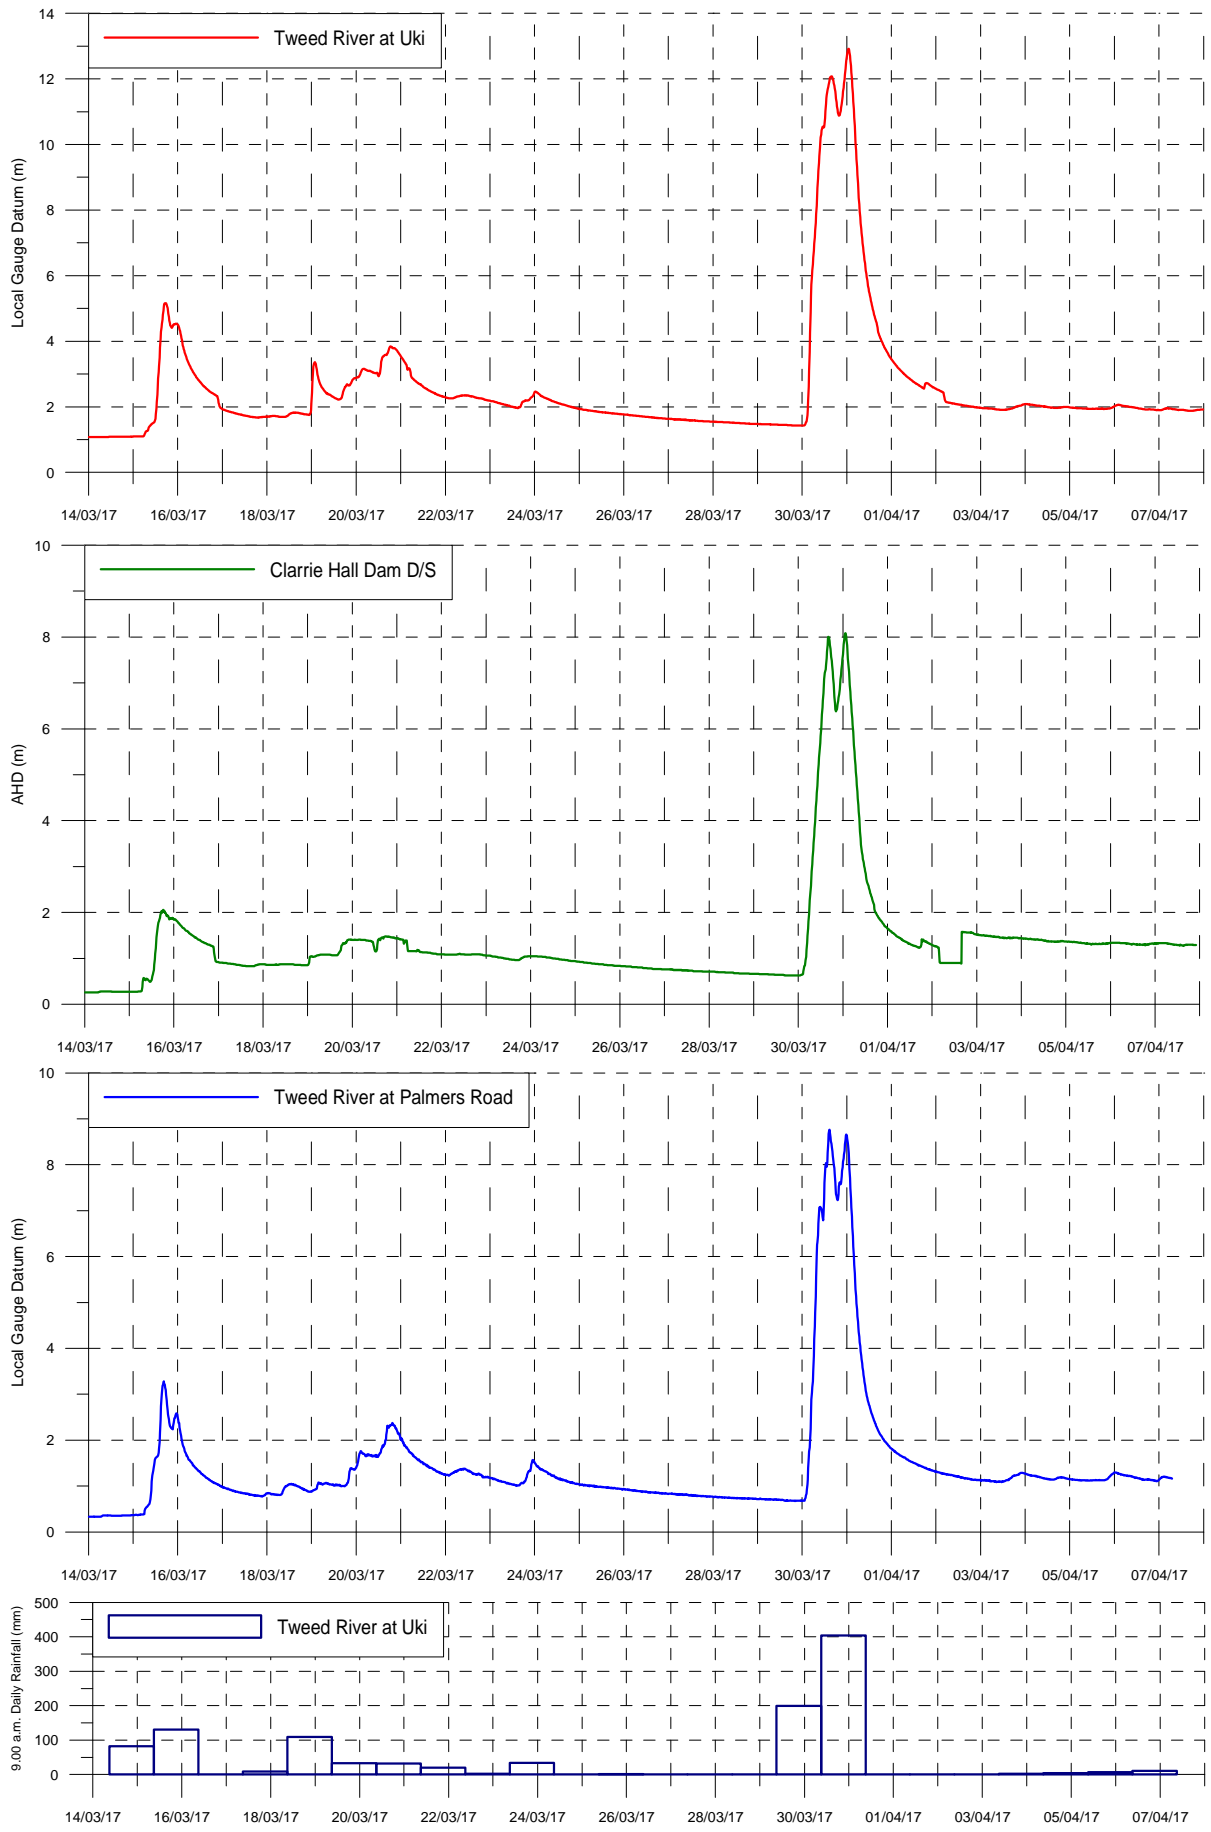 14
12
10
8
6
4
2
0
Local Gauge Datum (m)
Tweed River at Uki
14/03/17 16/03/17 18/03/17 20/03/17 22/03/17 24/03/17 26/03/17 28/03/17 30/03/17 01/04/17 03/04/17 05/04/17 07/04/17
10
8
6
4
2
0
AHD (m)
Clarrie Hall Dam D/S
14/03/17 16/03/17 18/03/17 20/03/17 22/03/17 24/03/17 26/03/17 28/03/17 30/03/17 01/04/17 03/04/17 05/04/17 07/04/17
10
8
6
4
2
0
Local Gauge Datum (m)
Tweed River at Palmers Road
14/03/17 16/03/17 18/03/17 20/03/17 22/03/17 24/03/17 26/03/17 28/03/17 30/03/17 01/04/17 03/04/17 05/04/17 07/04/17
500
400
300
200
100
0
9.00 a.m. Daily Rainfall (mm)
Tweed River at Uki
14/03/17 16/03/17 18/03/17 20/03/17 22/03/17 24/03/17 26/03/17 28/03/17 30/03/17 01/04/17 03/04/17 05/04/17 07/04/17